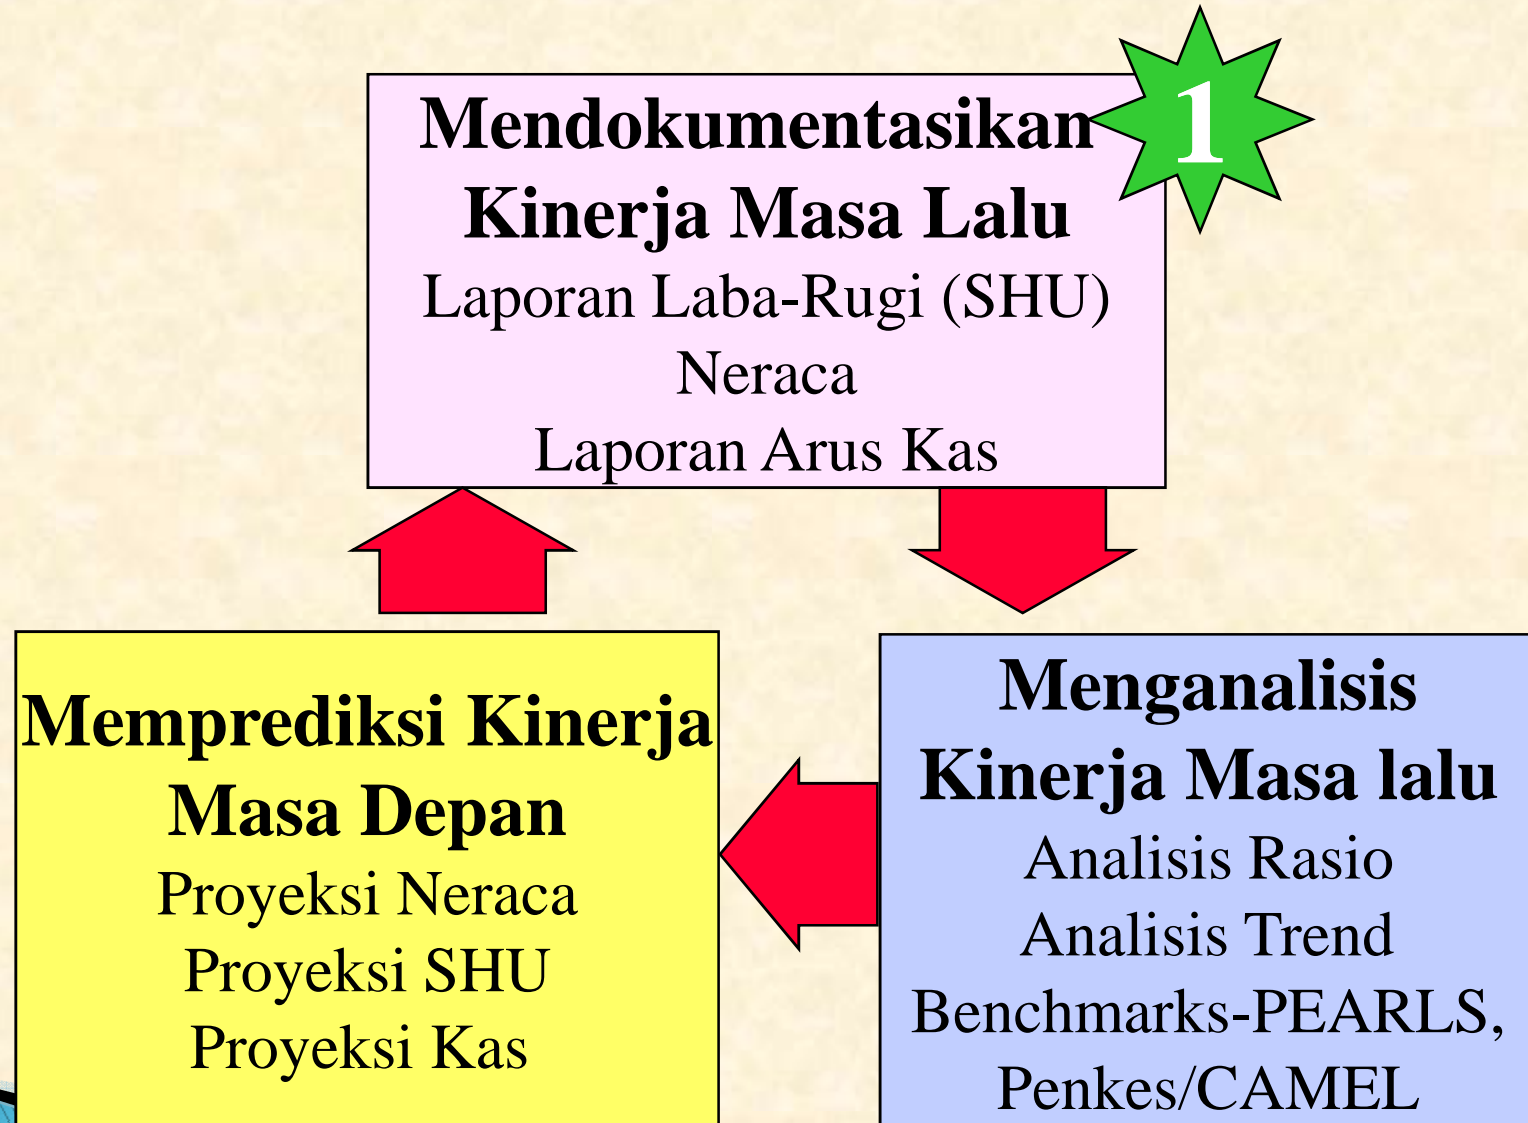 Mendokumentasikan
Kinerja Masa Lalu
Laporan Laba-Rugi (SHU)
Neraca
Laporan Arus Kas
1
Memprediksi Kinerja
Masa Depan
Proyeksi Neraca
Proyeksi SHU
Proyeksi Kas
Menganalisis
Kinerja Masa lalu
Analisis Rasio
Analisis Trend
Benchmarks-PEARLS,
Penkes/CAMEL